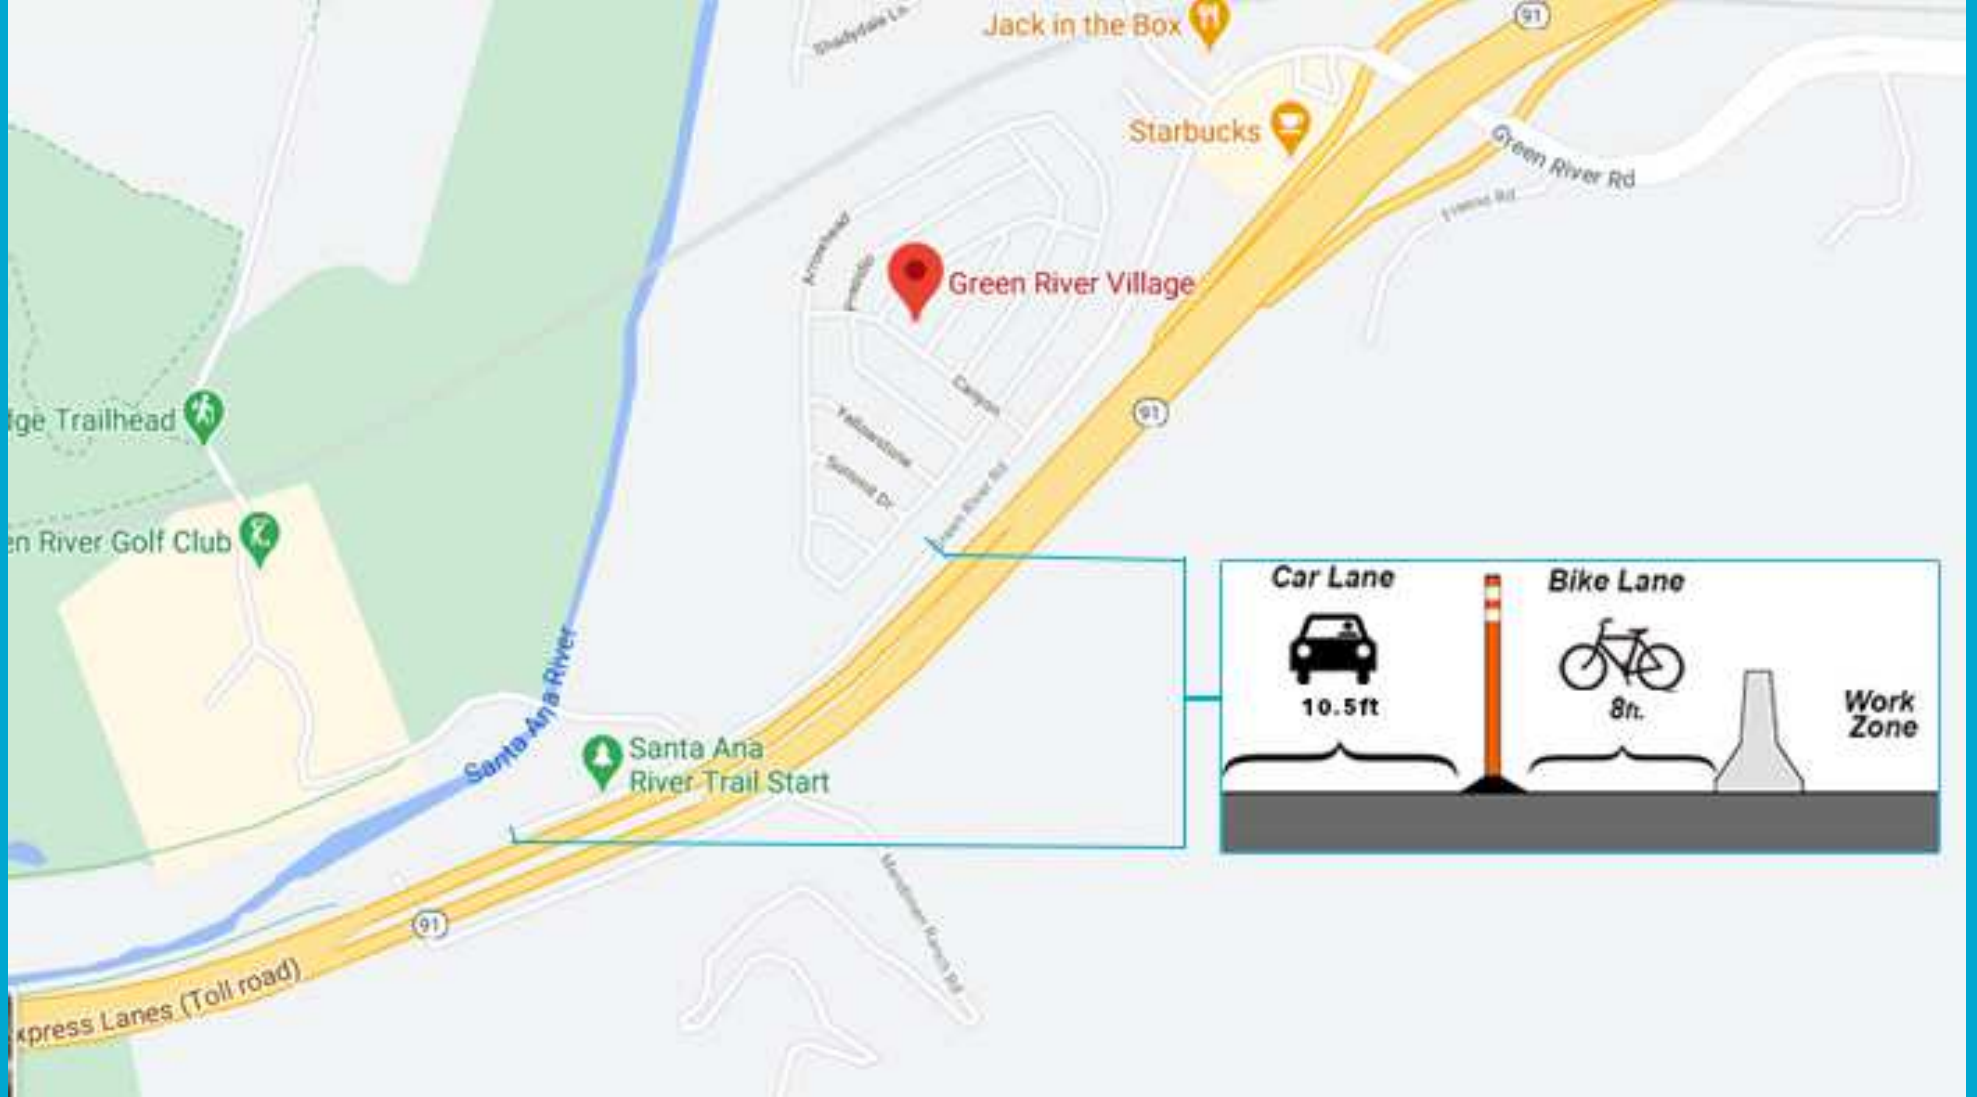 Jack in the Box
91
Shadydale Ln
Starbucks
Green River Rd
Arrowhead
Green River Village
91
Canyon
dge Trailhead
Yellowstone
Summit Dr
Green River Rd
en River Golf Club
Car Lane
Bike Lane
10.5ft
8ft.
Work
Zone
Santa Ana River
Santa Ana
River Trail Start
91
xpress Lanes (Toll road)